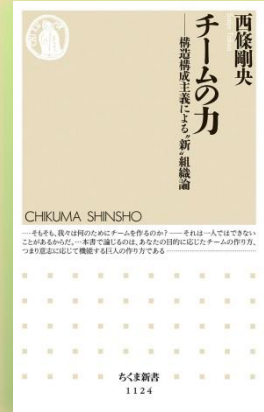 西條剛央
チームの力
──構造構成主義による〝新〟組織論
CHIKUMA SHINSHO
……そもそも、我々は何のためにチームを作るのか？──それは一人ではできない
ことがあるからだ。…本書で論じるのは、あなたの目的に応じたチームの作り方、
つまり意志に応じて機能する巨人の作り方である
ちくま新書
1124